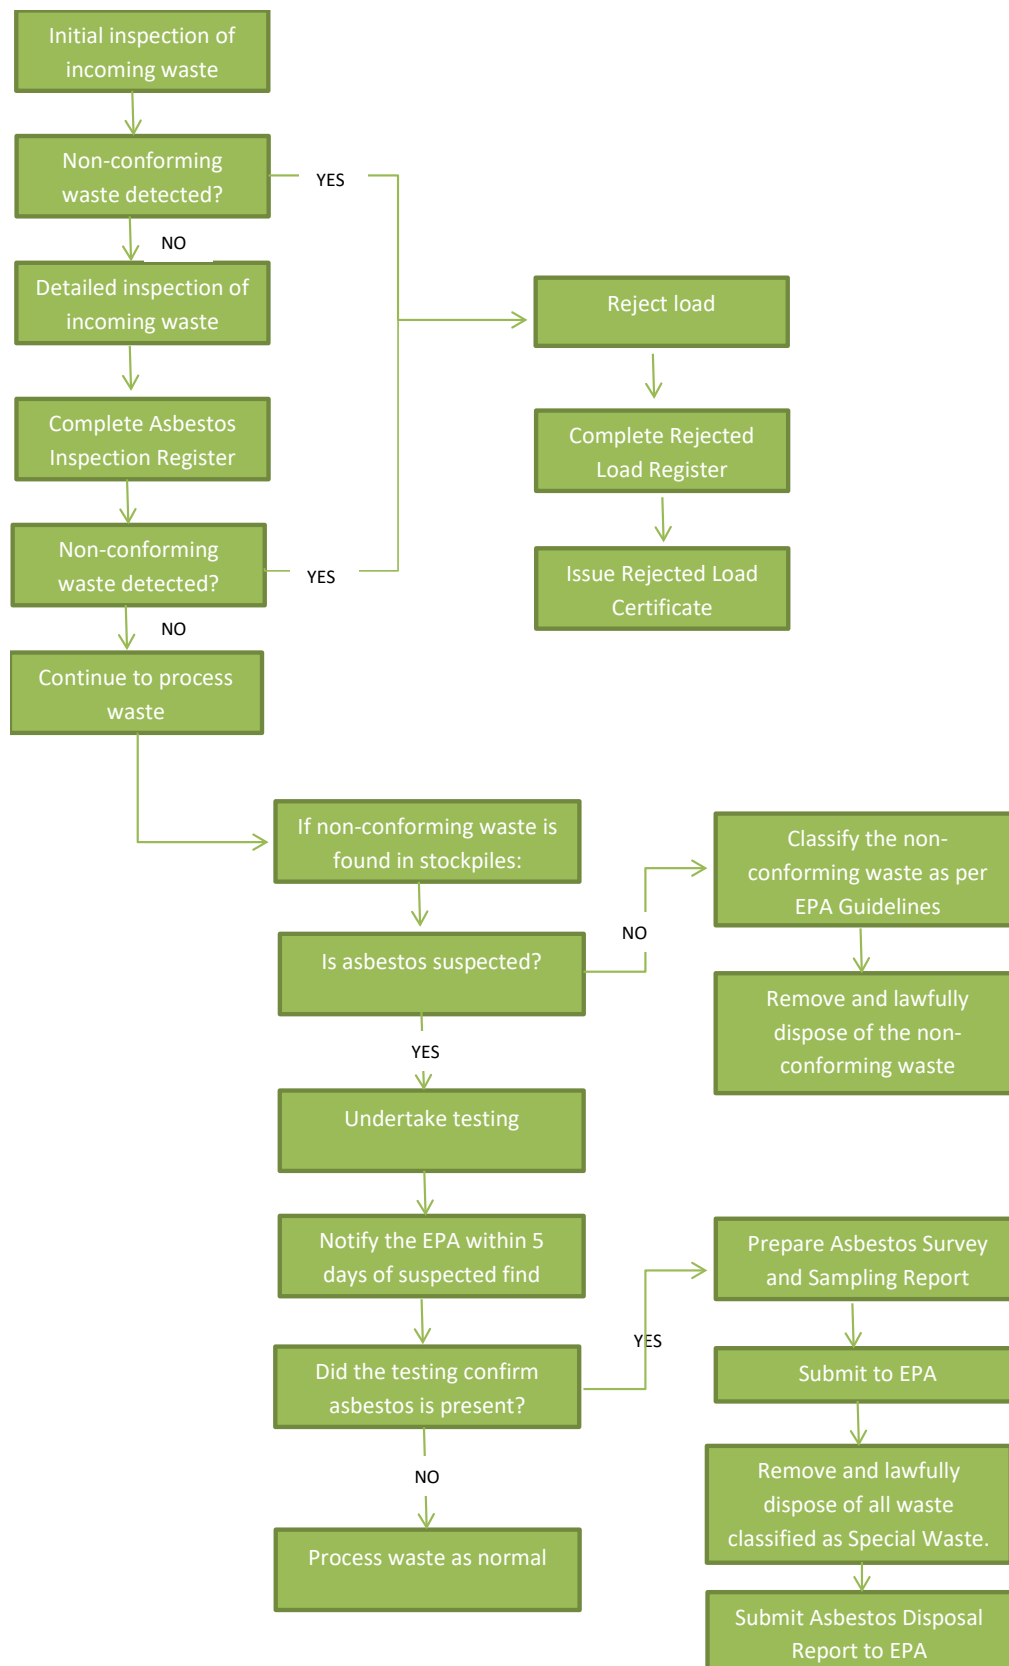 Initial inspection of
incoming waste
Non-conforming
waste detected?
YES
NO
Detailed inspection of
incoming waste
Reject load
Complete Asbestos
Inspection Register
Complete Rejected
Load Register
Non-conforming
waste detected?
YES
Issue Rejected Load
Certificate
NO
Continue to process
waste
If non-conforming waste is
found in stockpiles:
Classify the non-
conforming waste as per
EPA Guidelines
Is asbestos suspected?
NO
Remove and lawfully
dispose of the non-
conforming waste
YES
Undertake testing
Notify the EPA within 5
days of suspected find
Prepare Asbestos Survey
and Sampling Report
YES
Did the testing confirm
asbestos is present?
Submit to EPA
NO
Remove and lawfully
dispose of all waste
classified as Special Waste.
Process waste as normal
Submit Asbestos Disposal
Report to EPA